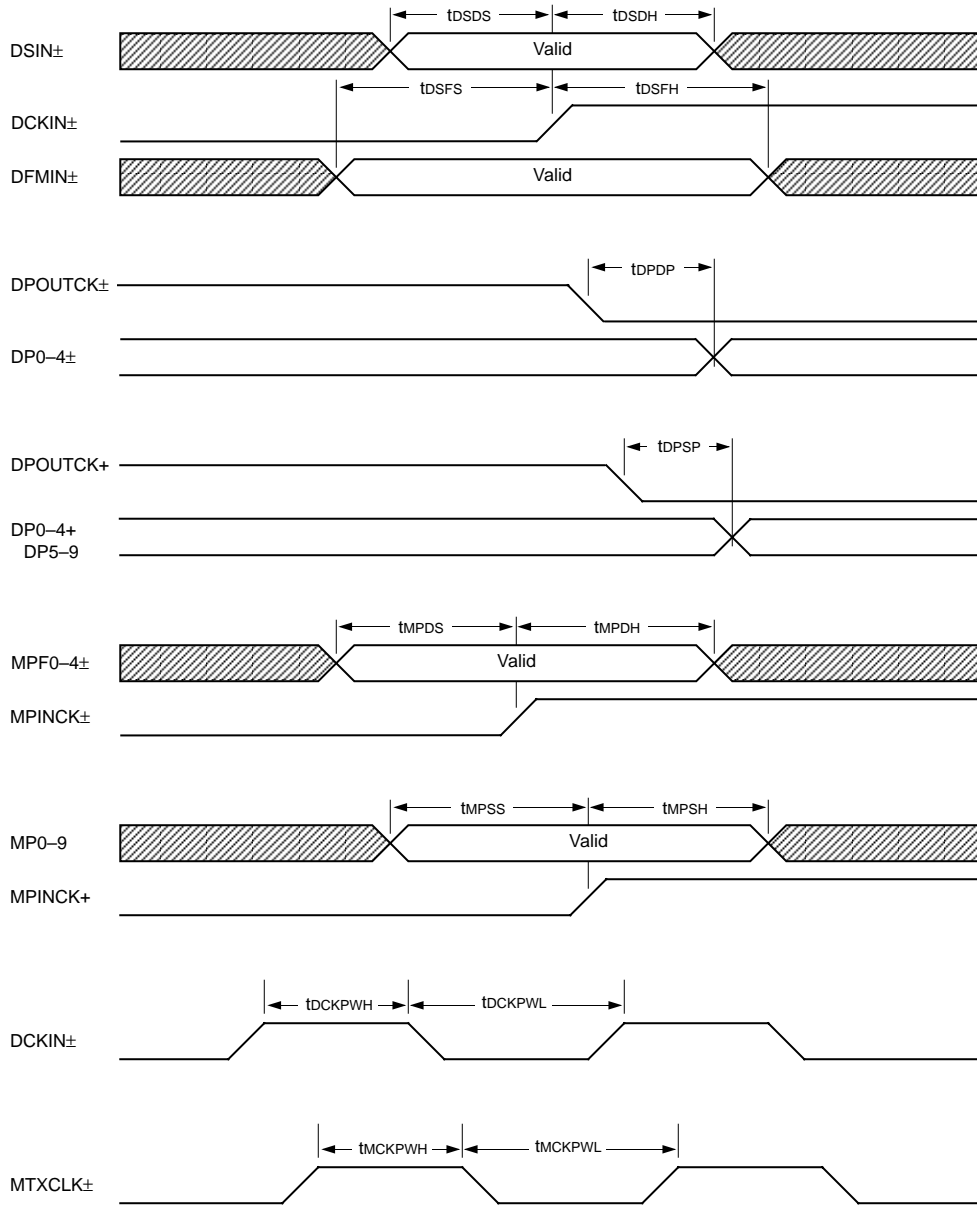 tDSDS tDSDH
DSIN± Valid
tDSFS tDSFH
DCKIN±
DFMIN± Valid
tDPDP
DPOUTCK±
DP0–4±
tDPSP
DPOUTCK+
DP0–4+
DP5–9
tMPDS tMPDH
MPF0–4± Valid
MPINCK±
tMPSS tMPSH
MP0–9 Valid
MPINCK+
tDCKPWH tDCKPWL
DCKIN±
tMCKPWH tMCKPWL
MTXCLK±